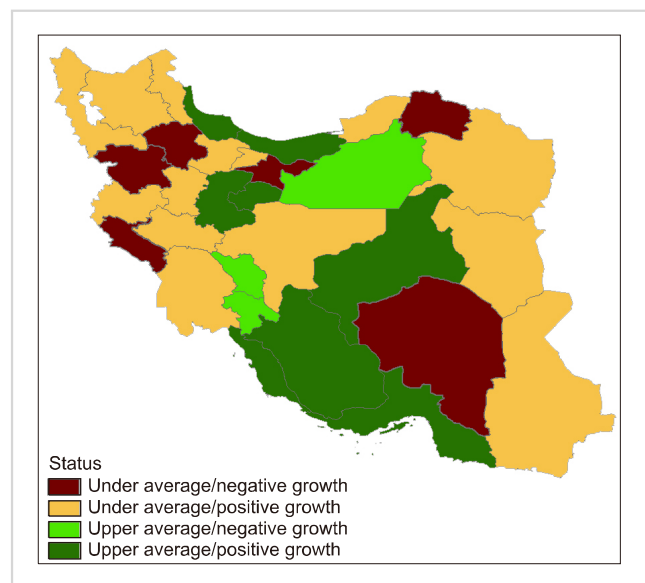 Status
Under average/negative growth
Under average/positive growth
Upper average/negative growth
Upper average/positive growth